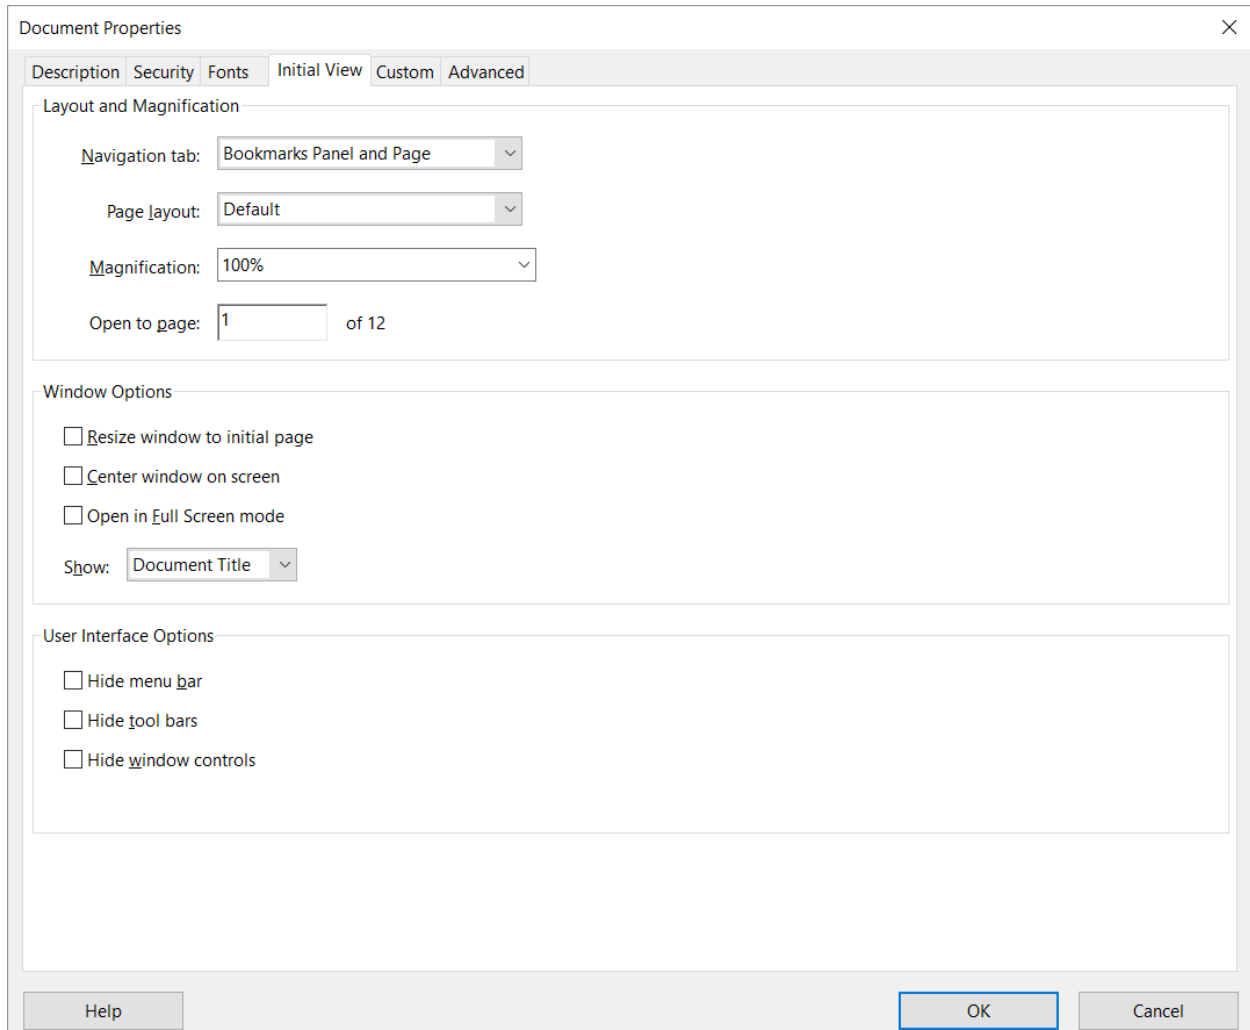 Document Properties
Description Security Fonts Initial View Custom Advanced
Layout and Magnification
Navigation tab: Bookmarks Panel and Page
Page layout: Default
Magnification: 100%
Open to page: 1 of 12
Window Options
Resize window to initial page
Center window on screen
Open in Full Screen mode
Show: Document Title
User Interface Options
Hide menu bar
Hide tool bars
Hide window controls
Help OK Cancel